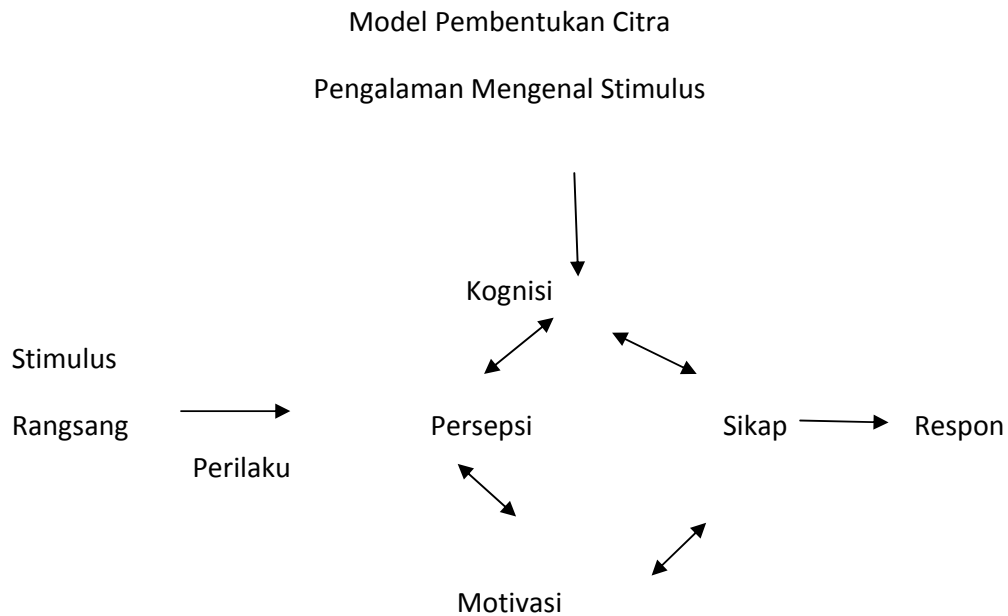 Model Pembentukan Citra
Pengalaman Mengenal Stimulus
Kognisi
Stimulus
Rangsang Persepsi Sikap Respon
Perilaku
Motivasi